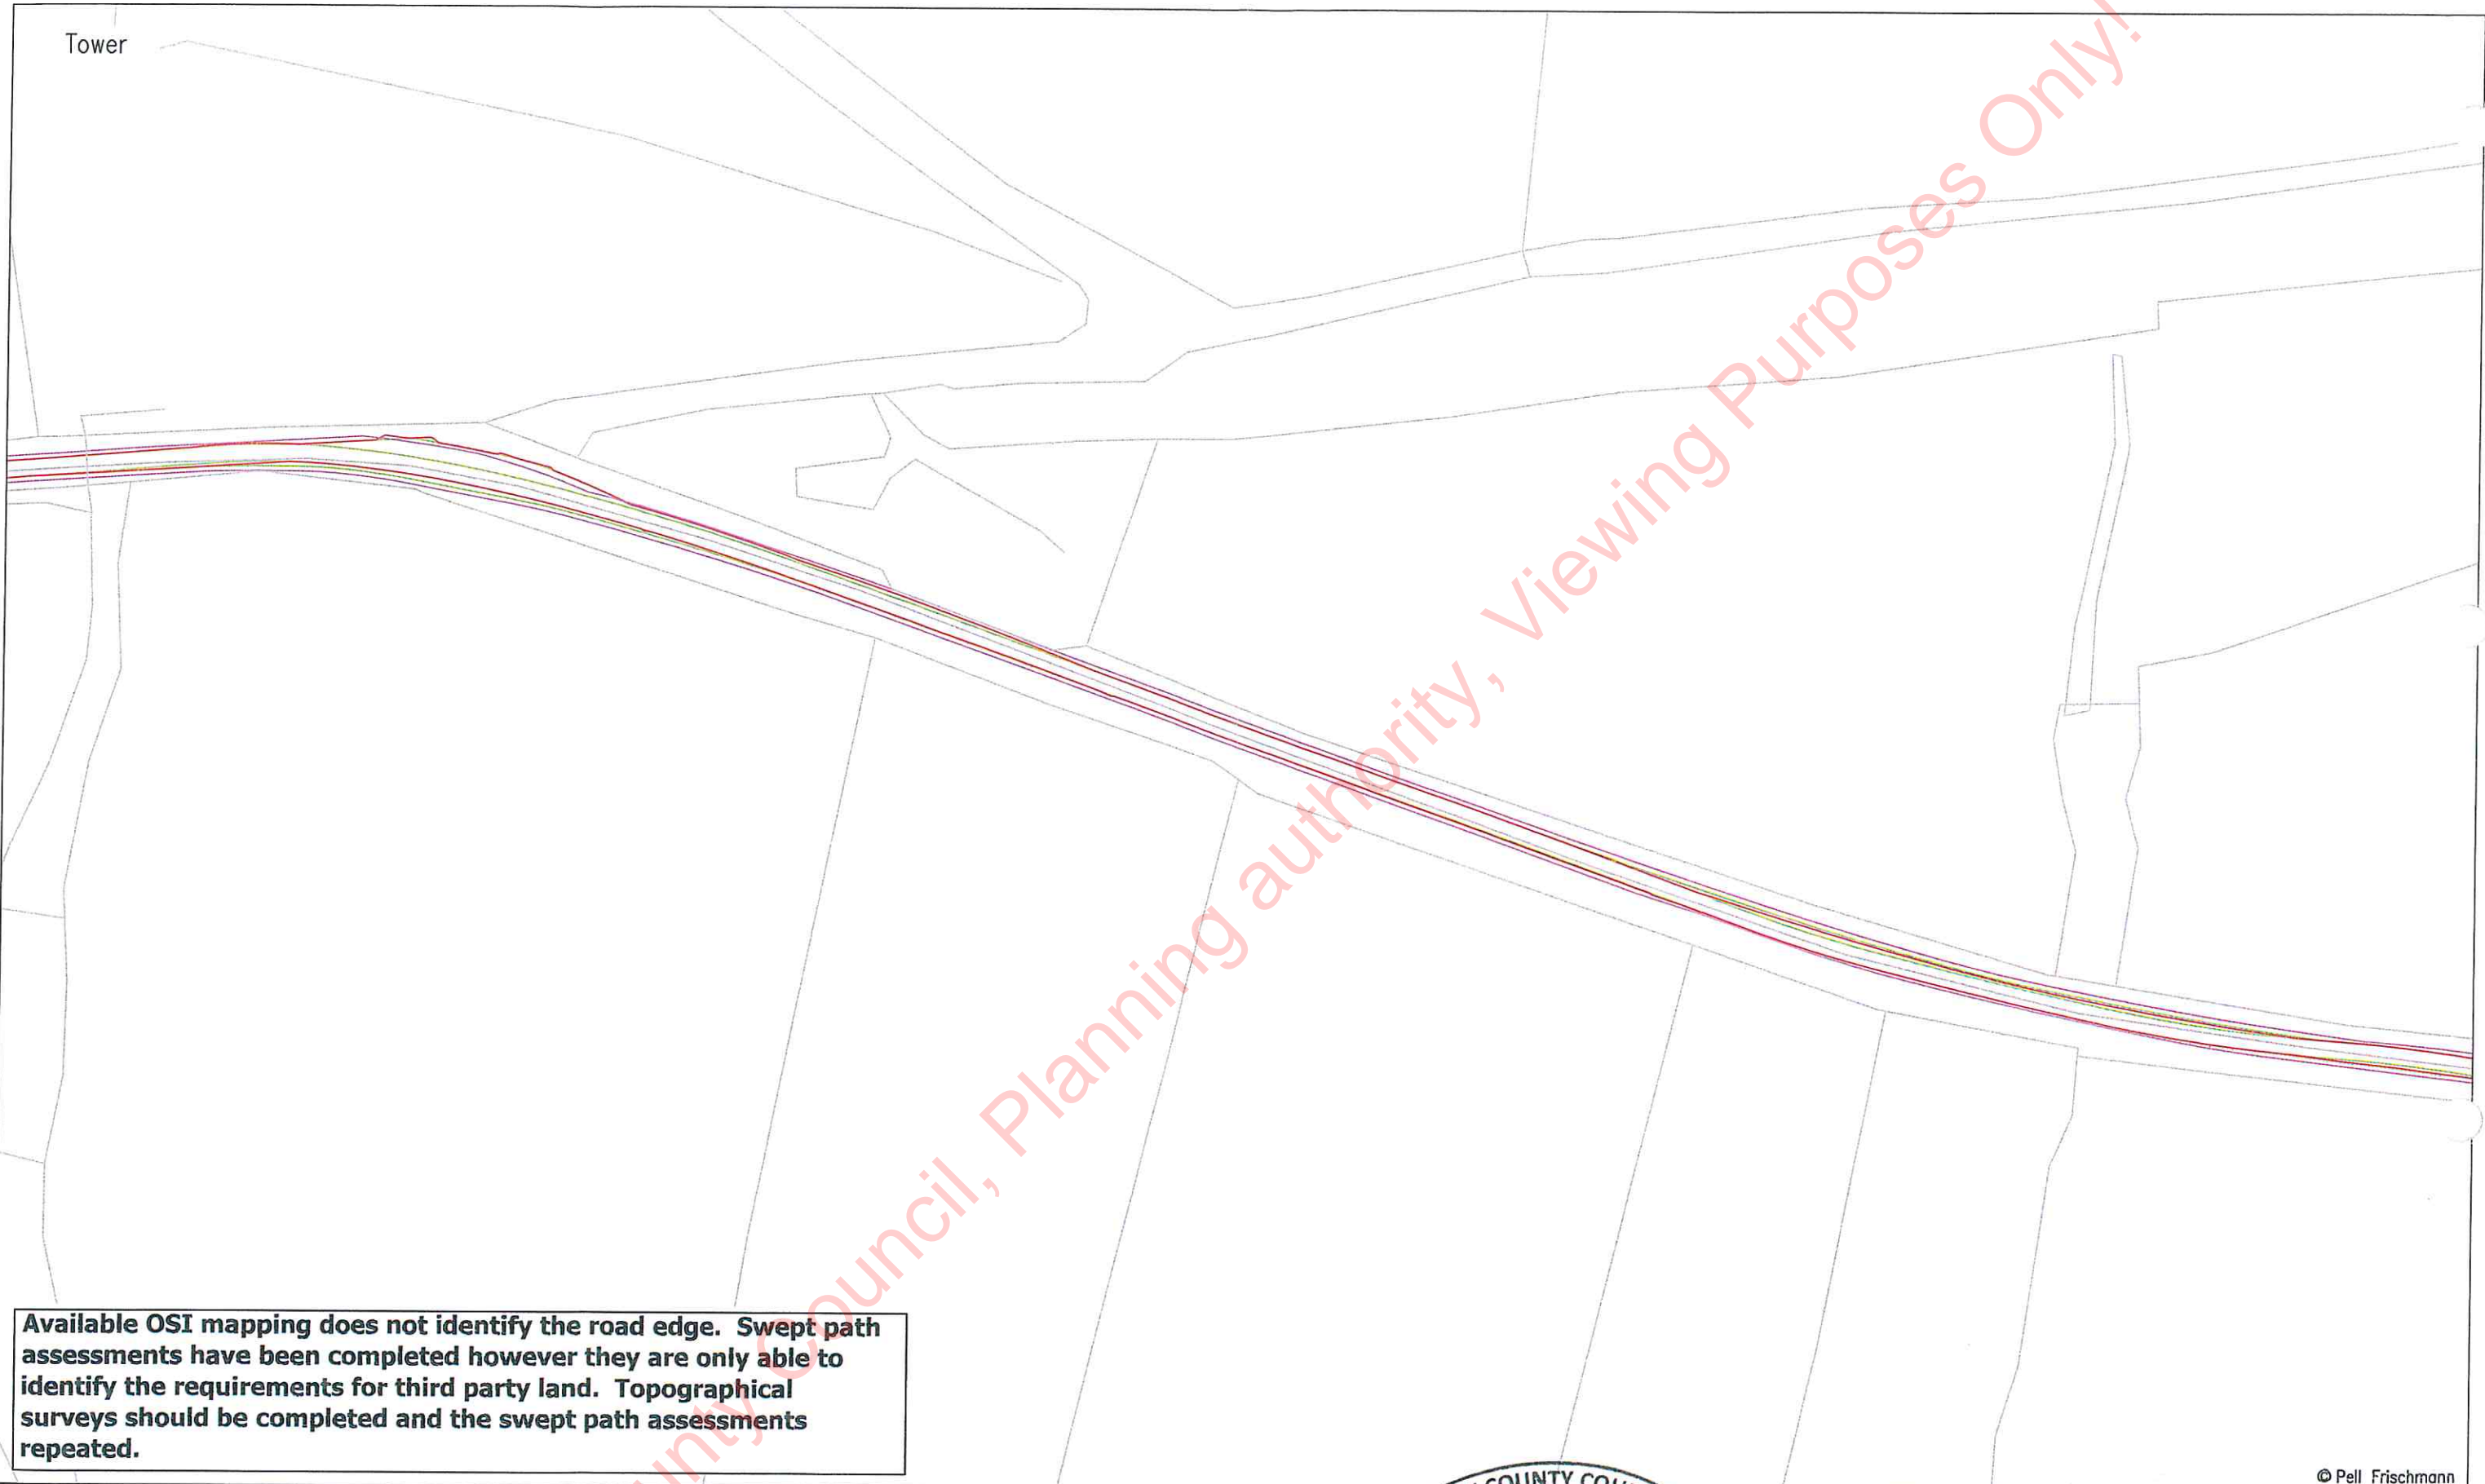 Tower
County Council, Planning authority, Viewing Purposes Only!
Available OSI mapping does not identify the road edge. Swept path
assessments have been completed however they are only able to
identify the requirements for third party land. Topographical
surveys should be completed and the swept path assessments
repeated.
COUNTY
© Pell Frischmann